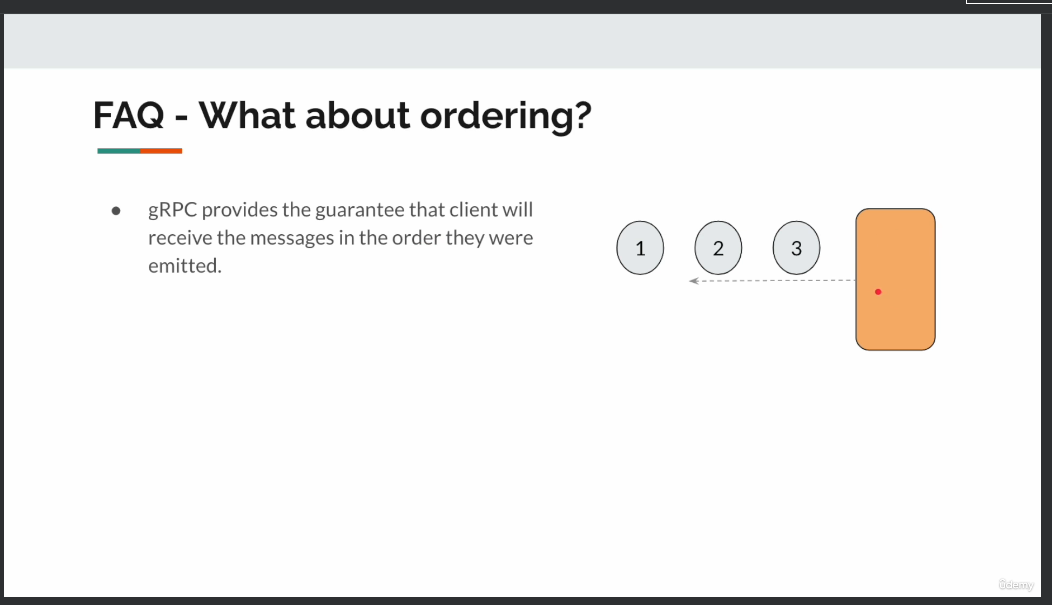 FAQ - What about ordering?
● gRPC provides the guarantee that client will
receive the messages in the order they were
emitted.
1 2 3
ûdemy